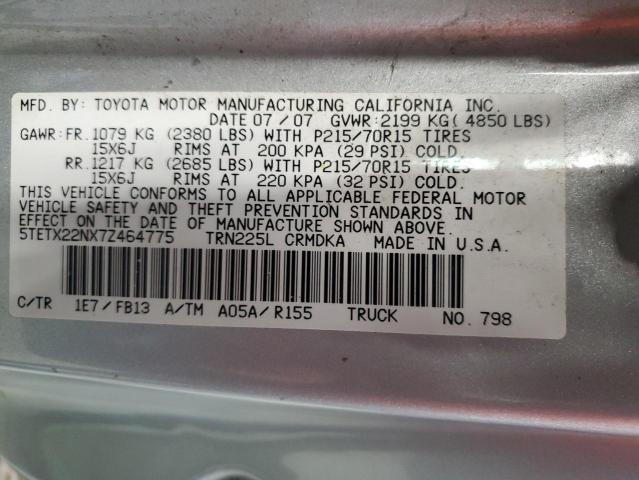 MFD. BY: TOYOTA MOTOR MANUFACTURING CALIFORNIA INC.
DATE 07/07 GVWR: 2199 KG( 4850 LBS)
GAWR: FR. 1079 KG (2380 LBS) WITH P215/70R15 TIRES
15X6J RIMS AT 200 KPA (29 PSI) COLD.
RR. 1217 KG (2685 LBS) WITH P215/70R15 TIRES
15X6J RIMS AT 220 KPA (32 PSI) COLD.
THIS VEHICLE CONFORMS TO ALL APPLICABLE FEDERAL MOTOR
VEHICLE SAFETY AND THEFT PREVENTION STANDARDS IN
EFFECT ON THE DATE OF MANUFACTURE SHOWN ABOVE.
5TETX22NX7Z464775 TRN225L CRMDKA MADE IN U.S.A.
C/TR 1E7/FB13 A/TM A05A/R155 TRUCK NO. 798